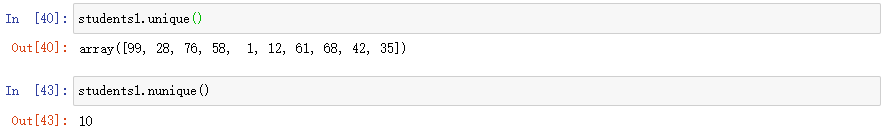 In [40]: students1.unique()
Out[40]: array([99, 28, 76, 58,  1, 12, 61, 68, 42, 35])
In [43]: students1.nunique()
Out[43]: 10